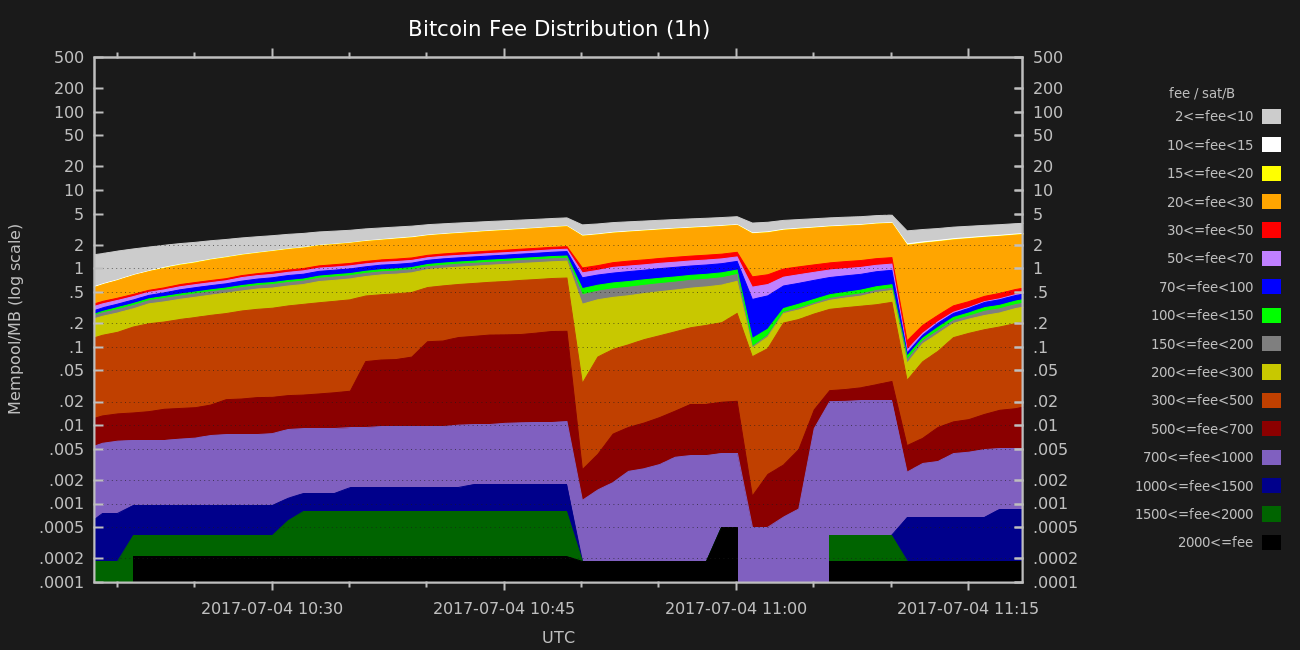 Bitcoin Fee Distribution (1h)
Mempool/MB (log scale)
500
200
100
50
20
10
5
2
1
.5
.2
.1
.05
.02
.01
.005
.002
.001
.0005
.0002
.0001
500
200
100
50
20
10
5
2
1
.5
.2
.1
.05
.02
.01
.005
.002
.001
.0005
.0002
.0001
2017-07-04 10:30
2017-07-04 10:45
2017-07-04 11:00
2017-07-04 11:15
UTC
fee / sat/B
2<=fee<10
10<=fee<15
15<=fee<20
20<=fee<30
30<=fee<50
50<=fee<70
70<=fee<100
100<=fee<150
150<=fee<200
200<=fee<300
300<=fee<500
500<=fee<700
700<=fee<1000
1000<=fee<1500
1500<=fee<2000
2000<=fee